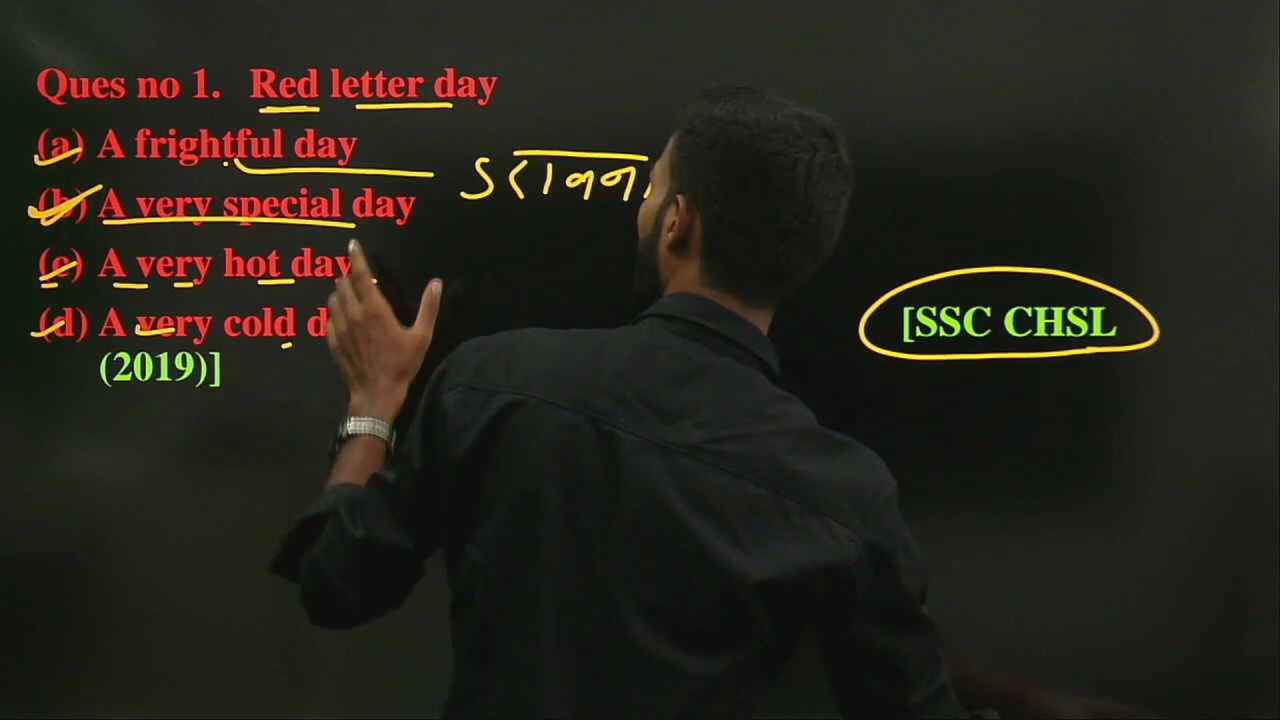 Ques no 1. Red letter day
(a) A frightful day
(b) A very special day
(c) A very hot day
(d) A very cold
[SSC CHSL
(2019)]